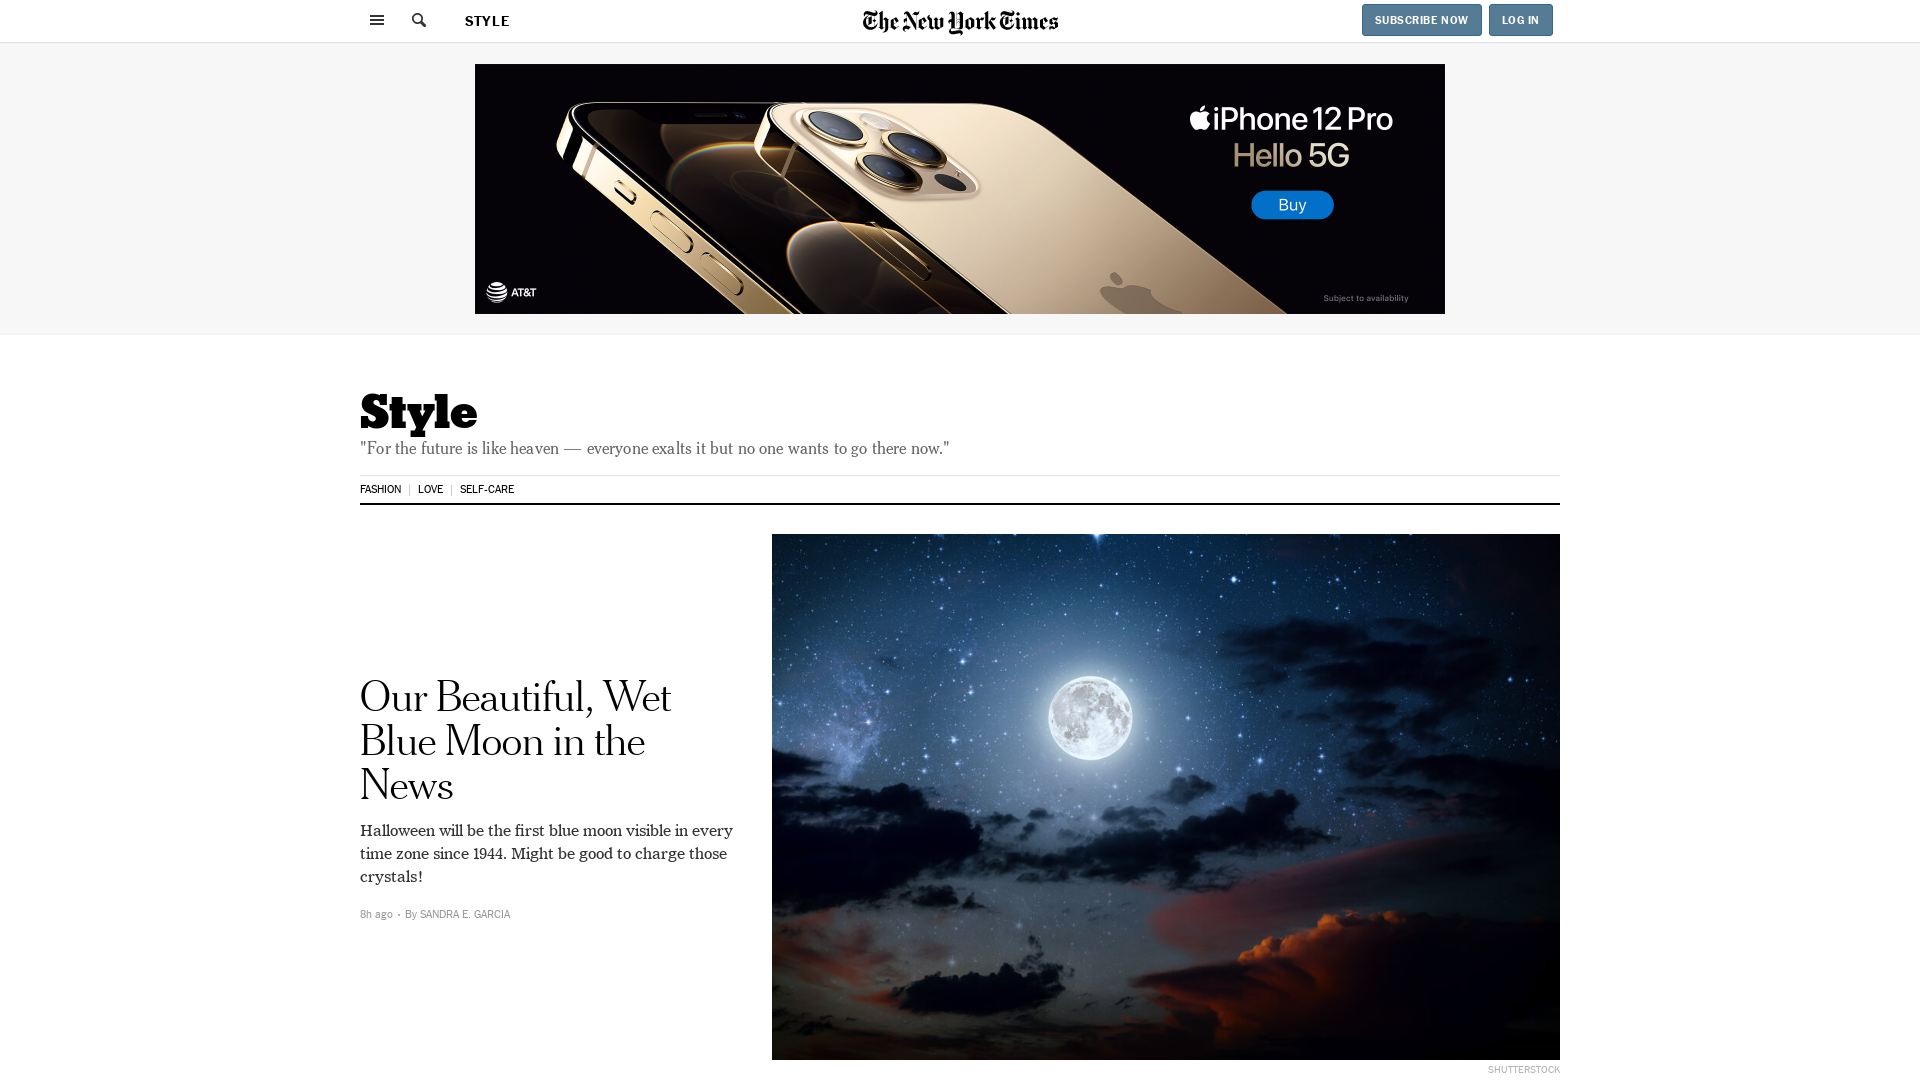 STYLE
The New York Times
SUBSCRIBE NOW
LOG IN
iPhone 12 Pro
Hello 5G
Buy
AT&T
Subject to availability
Style
"For the future is like heaven — everyone exalts it but no one wants to go there now."
FASHION | LOVE | SELF-CARE
Our Beautiful, Wet
Blue Moon in the
News
Halloween will be the first blue moon visible in every
time zone since 1944. Might be good to charge those
crystals!
8h ago • By SANDRA E. GARCIA
SHUTTERSTOCK